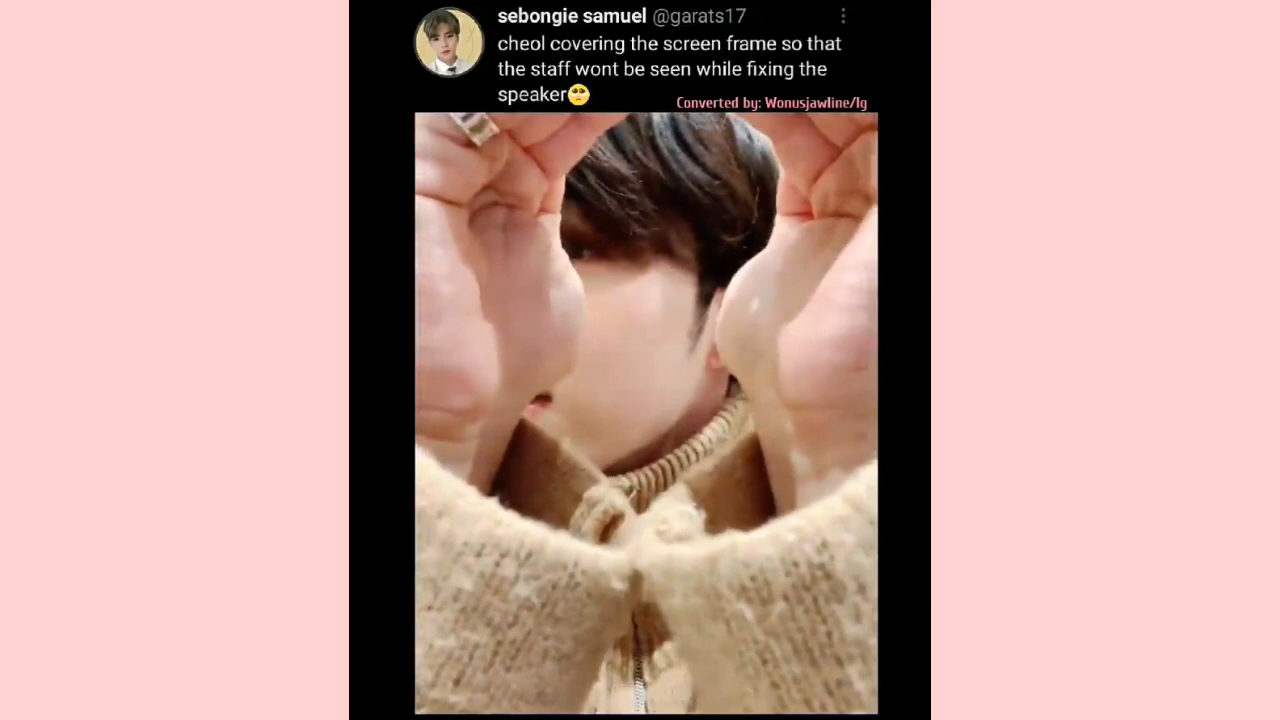 sebongie samuel @garats17
cheol covering the screen frame so that
the staff wont be seen while fixing the
speaker🥺
Converted by: Wonusjawline/Ig